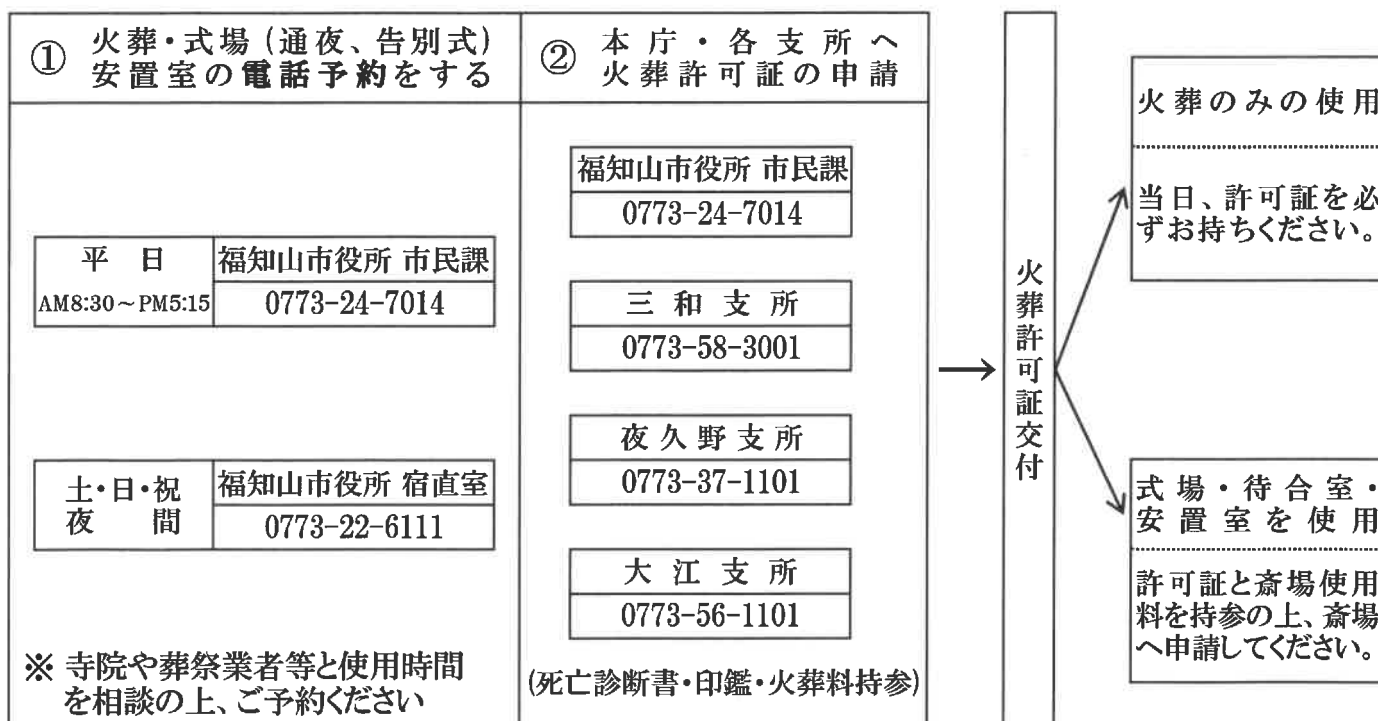 ① 火葬・式場（通夜、告別式）
安置室の電話予約をする
平 日
AM8:30～PM5:15
福知山市役所 市民課
0773-24-7014
土・日・祝
夜 間
福知山市役所 宿直室
0773-22-6111
※ 寺院や葬祭業者等と使用時間
を相談の上、ご予約ください
② 本庁・各支所へ
火葬許可証の申請
福知山市役所 市民課
0773-24-7014
三和支所
0773-58-3001
夜久野支所
0773-37-1101
大江支所
0773-56-1101
(死亡診断書・印鑑・火葬料持参)
→
火葬許可証交付
火葬のみの使用
当日、許可証を必
ずお持ちください。
式場・待合室・
安置室を使用
許可証と斎場使用
料を持参の上、斎場
へ申請してください。